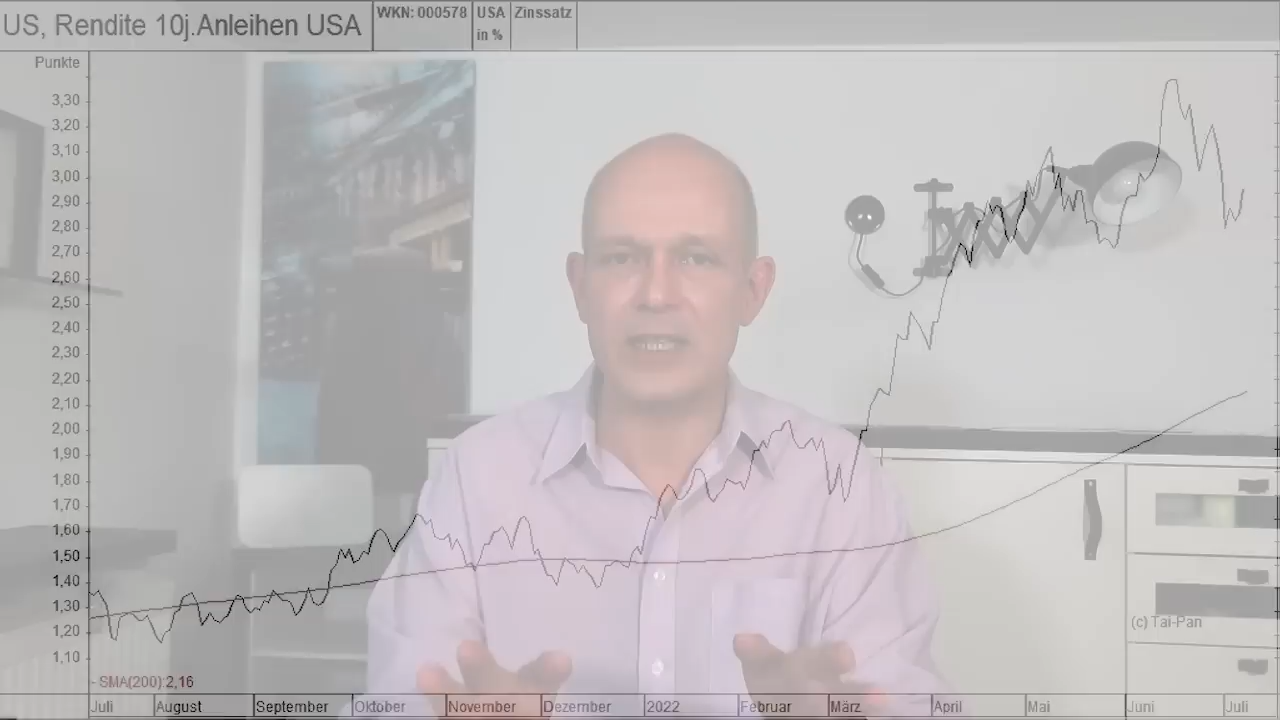 US, Rendite 10j.Anleihen USA
WKN: 000578
USA
in %
Zinssatz
Punkte
3,30
3,20
3,10
3,00
2,90
2,80
2,70
2,60
2,50
2,40
2,30
2,20
2,10
2,00
1,90
1,80
1,70
1,60
1,50
1,40
1,30
1,20
1,10
(c) Tai-Pan
- SMA(200) 2,16
Juli
August
September
Oktober
November
Dezember
2022
Februar
März
April
Mai
Juni
Juli